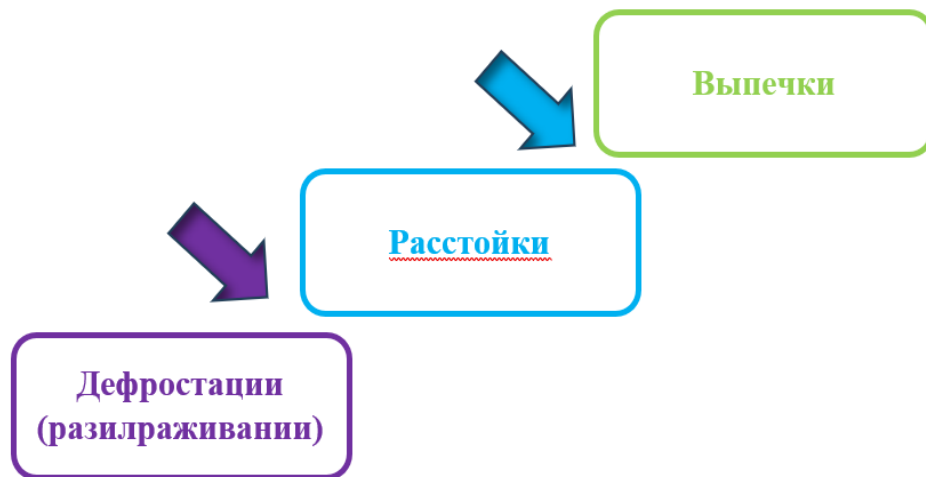 Выпечки
Расстойки
Дефростации
(разилраживании)